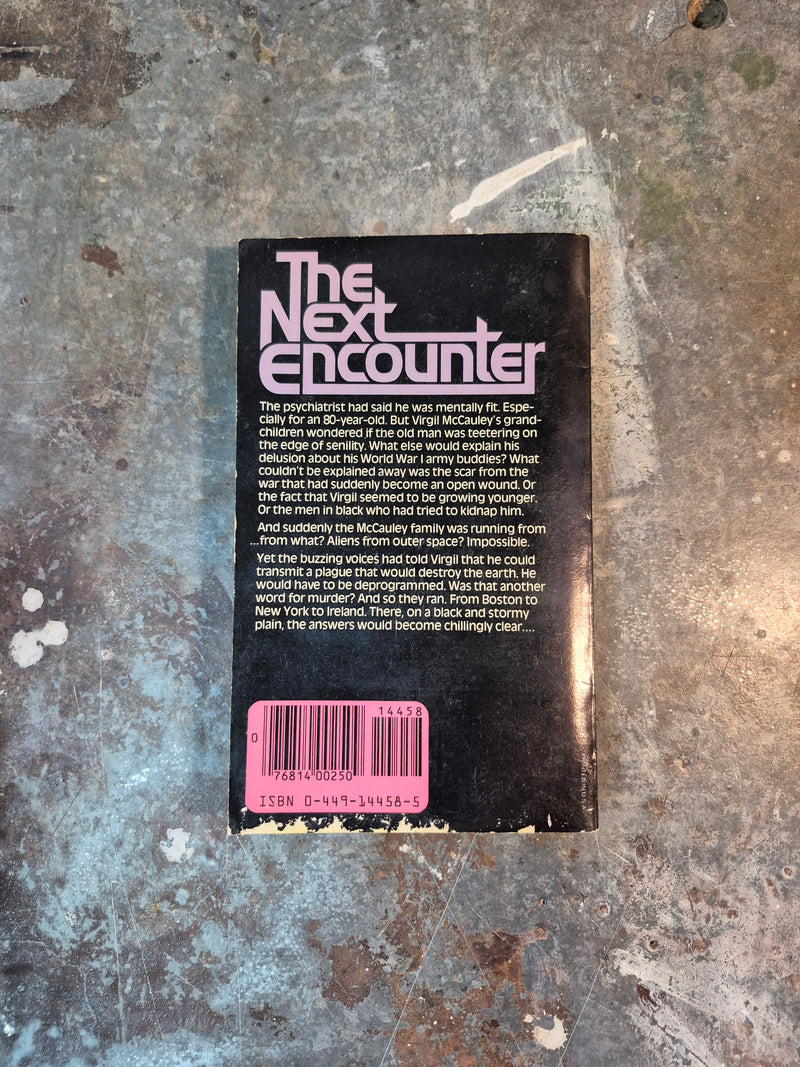 The
Next
Encounter
The psychiatrist had said he was mentally fit. Espe-
cially for an 80-year-old. But Virgil McCauley's grand-
children wondered if the old man was teetering on
the edge of senility. What else would explain his
delusion about his World War I army buddies? What
couldn't be explained away was the scar from the
war that had suddenly become an open wound. Or
the fact that Virgil seemed to be growing younger.
Or the men in black who had tried to kidnap him.
And suddenly the McCauley family was running from
...from what? Aliens from outer space? Impossible.
Yet the buzzing voices had told Virgil that he could
transmit a plague that would destroy the earth. He
would have to be deprogrammed. Was that another
word for murder? And so they ran. From Boston to
New York to Ireland. There, on a black and stormy
plain, the answers would become chillingly clear....
14458
0
76814 00250
ISBN 0-449-14458-5